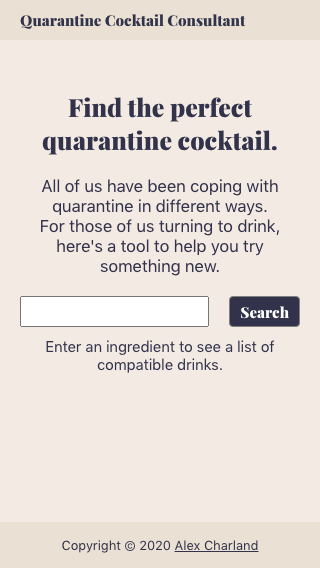 Quarantine Cocktail Consultant
Find the perfect
quarantine cocktail.
All of us have been coping with
quarantine in different ways.
For those of us turning to drink,
here's a tool to help you try
something new.
Search
Enter an ingredient to see a list of
compatible drinks.
Copyright © 2020 Alex Charland